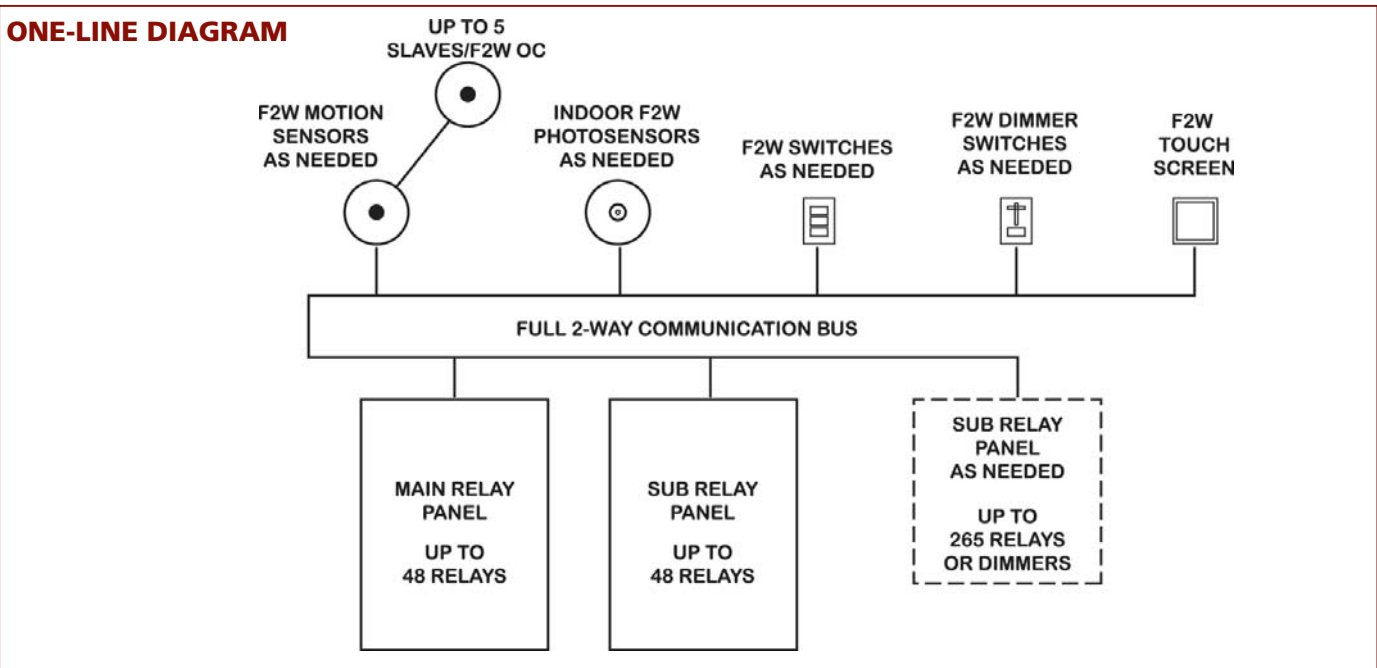 ONE-LINE DIAGRAM
UP TO 5
SLAVES/F2W OC
F2W MOTION
SENSORS
AS NEEDED
INDOOR F2W
PHOTOSENSORS
AS NEEDED
F2W SWITCHES
AS NEEDED
F2W DIMMER
SWITCHES
AS NEEDED
F2W
TOUCH
SCREEN
FULL 2-WAY COMMUNICATION BUS
MAIN RELAY
PANEL
UP TO
48 RELAYS
SUB RELAY
PANEL
UP TO
48 RELAYS
SUB RELAY
PANEL
AS NEEDED
UP TO
265 RELAYS
OR DIMMERS